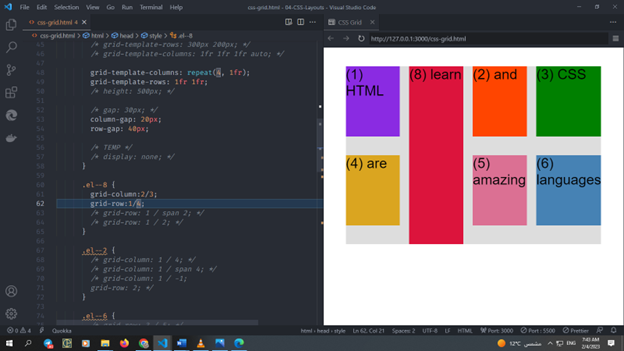 File Edit Selection View Go Run Terminal Help
css-grid.html - 04-CSS-Layouts - Visual Studio Code
css-grid.html 4
CSS Grid
css-grid.html > html > head > style > .el--8
http://127.0.0.1:3000/css-grid.html
45 /* grid-template-rows: 300px 200px; */
46 /* grid-template-columns: 1fr 1fr 1fr auto; */
47
48 grid-template-columns: repeat(4, 1fr);
49 grid-template-rows: 1fr 1fr;
50 /* height: 500px; */
51
52 /* gap: 30px; */
53 column-gap: 20px;
54 row-gap: 40px;
55
56 /* TEMP */
57 /* display: none; */
58 }
59
60 .el--8 {
61 grid-column:2/3;
62 grid-row:1/4;
63 /* grid-row: 1 / span 2; */
64 /* grid-row: 1 / 2; */
65 }
66
67 .el--2 {
68 /* grid-column: 1 / 4; */
69 /* grid-column: 1 / span 4; */
70 /* grid-column: 1 / -1;
71 grid-row: 2; */
72 }
73
74 .el--6 {
(1) HTML
(8) learn
(2) and
(3) CSS
(4) are
(5) amazing
(6) languages
0 4 Quokka
html > head > style
Ln 62, Col 21
Spaces: 2
UTF-8
LF
HTML
Port: 3000
Port : 5500
Prettier
12°C
مشمس
ENG
7:43 AM
2/4/2023